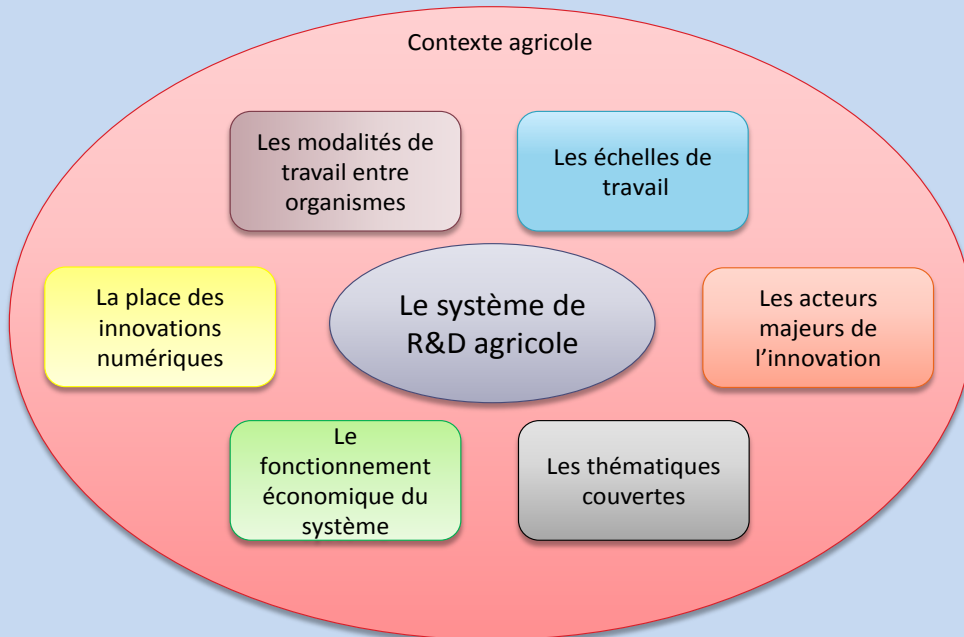 Contexte agricole
Les modalités de
travail entre
organismes
Les échelles de
travail
La place des
innovations
numériques
Le système de
R&D agricole
Les acteurs
majeurs de
l’innovation
Le
fonctionnement
économique du
système
Les thématiques
couvertes